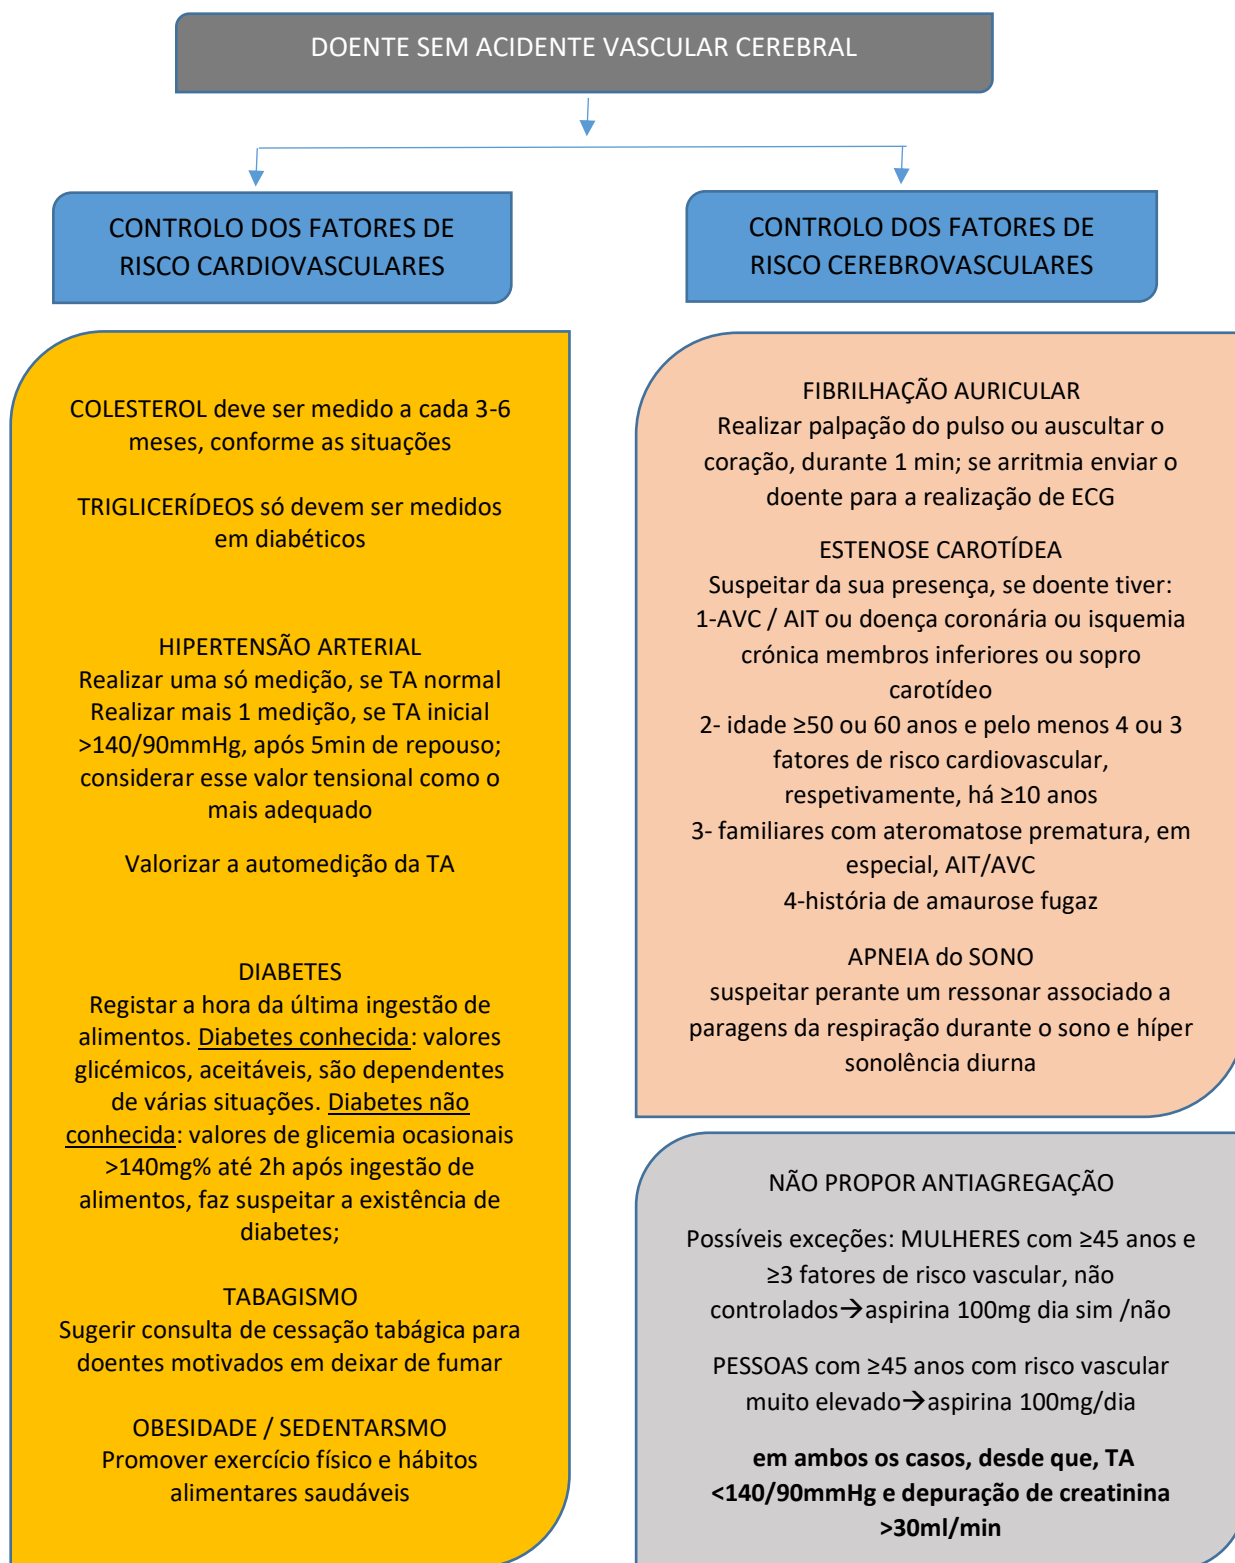 DOENTE SEM ACIDENTE VASCULAR CEREBRAL
CONTROLO DOS FATORES DE
RISCO CARDIOVASCULARES
COLESTEROL deve ser medido a cada 3-6
meses, conforme as situações
TRIGLICERÍDEOS só devem ser medidos
em diabéticos
HIPERTENSÃO ARTERIAL
Realizar uma só medição, se TA normal
Realizar mais 1 medição, se TA inicial
>140/90mmHg, após 5min de repouso;
considerar esse valor tensional como o
mais adequado
Valorizar a automedição da TA
DIABETES
Registar a hora da última ingestão de
alimentos. Diabetes conhecida: valores
glicémicos, aceitáveis, são dependentes
de várias situações. Diabetes não
conhecida: valores de glicemia ocasionais
>140mg% até 2h após ingestão de
alimentos, faz suspeitar a existência de
diabetes;
TABAGISMO
Sugerir consulta de cessação tabágica para
doentes motivados em deixar de fumar
OBESIDADE / SEDENTARSMO
Promover exercício físico e hábitos
alimentares saudáveis
CONTROLO DOS FATORES DE
RISCO CEREBROVASCULARES
FIBRILHAÇÃO AURICULAR
Realizar palpação do pulso ou auscultar o
coração, durante 1 min; se arritmia enviar o
doente para a realização de ECG
ESTENOSE CAROTÍDEA
Suspeitar da sua presença, se doente tiver:
1-AVC / AIT ou doença coronária ou isquemia
crónica membros inferiores ou sopro
carotídeo
2- idade ≥50 ou 60 anos e pelo menos 4 ou 3
fatores de risco cardiovascular,
respetivamente, há ≥10 anos
3- familiares com ateromatose prematura, em
especial, AIT/AVC
4-história de amaurose fugaz
APNEIA do SONO
suspeitar perante um ressonar associado a
paragens da respiração durante o sono e híper
sonolência diurna
NÃO PROPOR ANTIAGREGAÇÃO
Possíveis exceções: MULHERES com ≥45 anos e
≥3 fatores de risco vascular, não
controlados→aspirina 100mg dia sim /não
PESSOAS com ≥45 anos com risco vascular
muito elevado→aspirina 100mg/dia
em ambos os casos, desde que, TA
<140/90mmHg e depuração de creatinina
>30ml/min